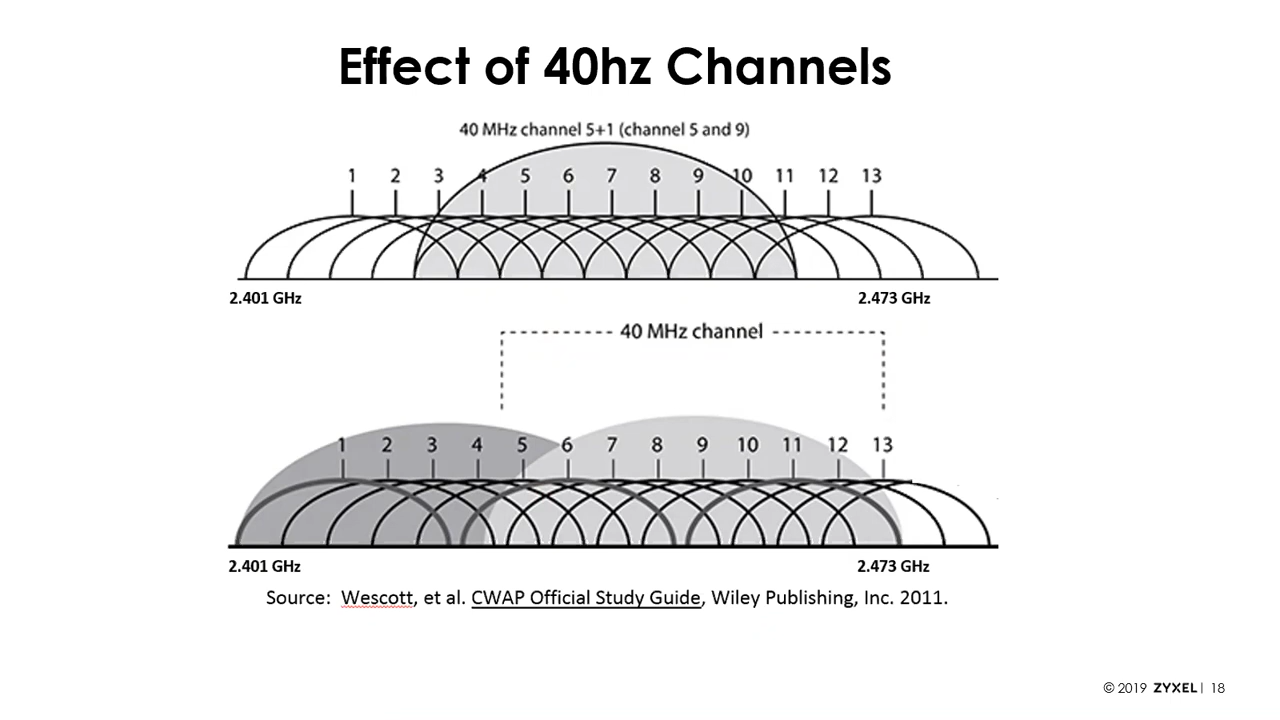 Effect of 40hz Channels
40 MHz channel 5+1 (channel 5 and 9)
1 2 3 4 5 6 7 8 9 10 11 12 13
2.401 GHz 2.473 GHz
40 MHz channel
1 2 3 4 5 6 7 8 9 10 11 12 13
2.401 GHz 2.473 GHz
Source: Wescott, et al. CWAP Official Study Guide, Wiley Publishing, Inc. 2011.
© 2019 ZYXEL | 18